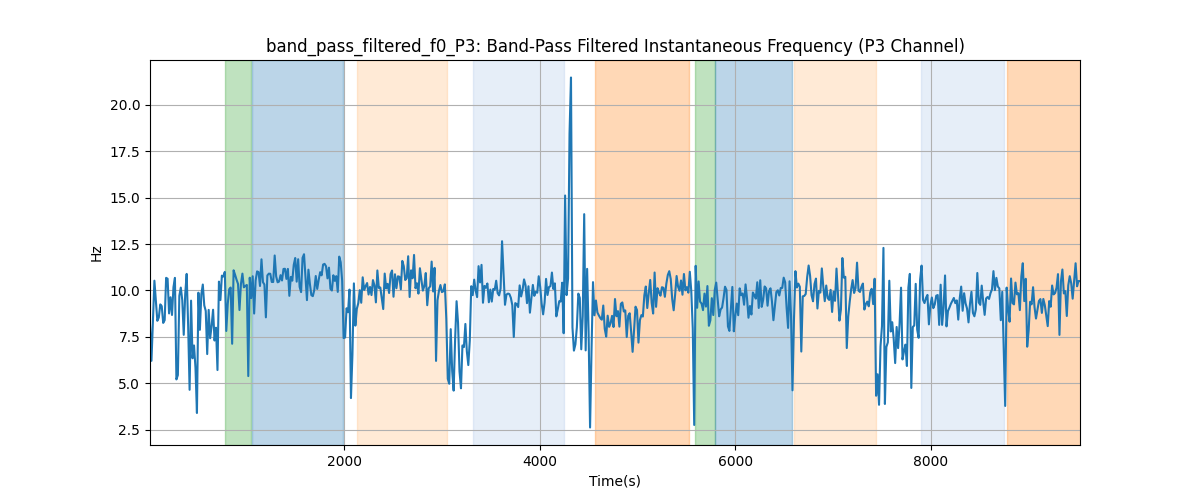 band_pass_filtered_f0_P3: Band-Pass Filtered Instantaneous Frequency (P3 Channel)
20.0
17.5
15.0
12.5
10.0
7.5
5.0
2.5
Hz
2000 4000 6000 8000
Time(s)